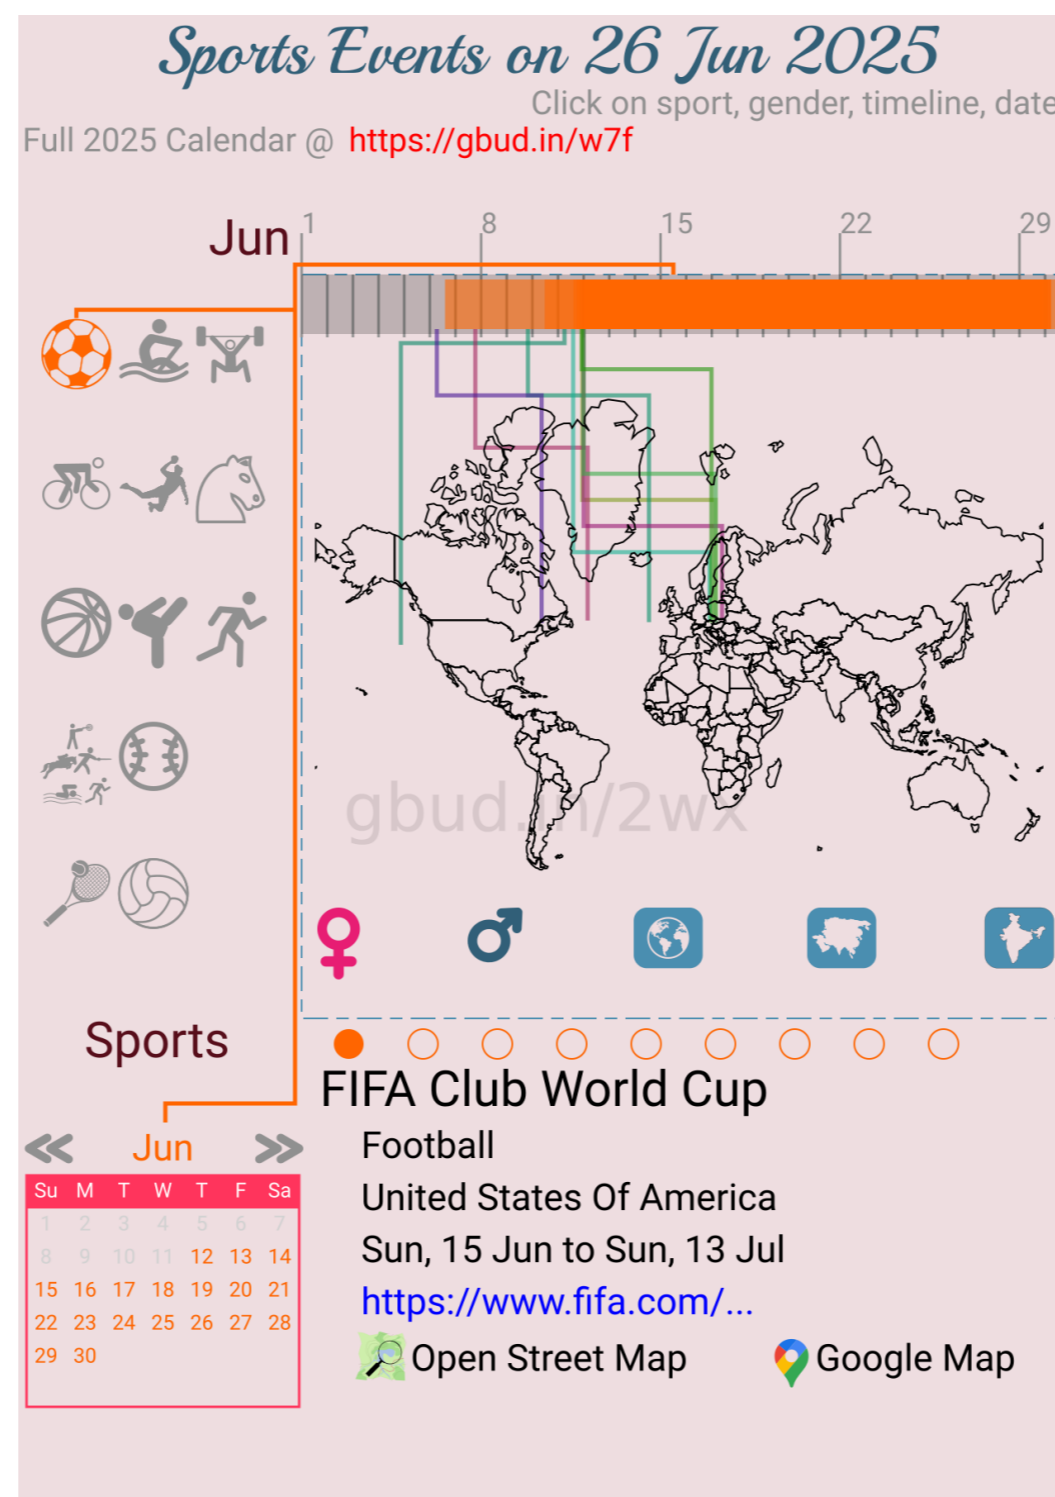 Sports Events on 26 Jun 2025
Click on sport, gender, timeline, date
Full 2025 Calendar @ https://gbud.in/w7f
Jun
1 8 15 22 29
gbud.in/2wx
Sports
FIFA Club World Cup
Football
United States Of America
Sun, 15 Jun to Sun, 13 Jul
https://www.fifa.com/...
Open Street Map
Google Map
Jun
Su M T W T F Sa
1 2 3 4 5 6 7
8 9 10 11 12 13 14
15 16 17 18 19 20 21
22 23 24 25 26 27 28
29 30